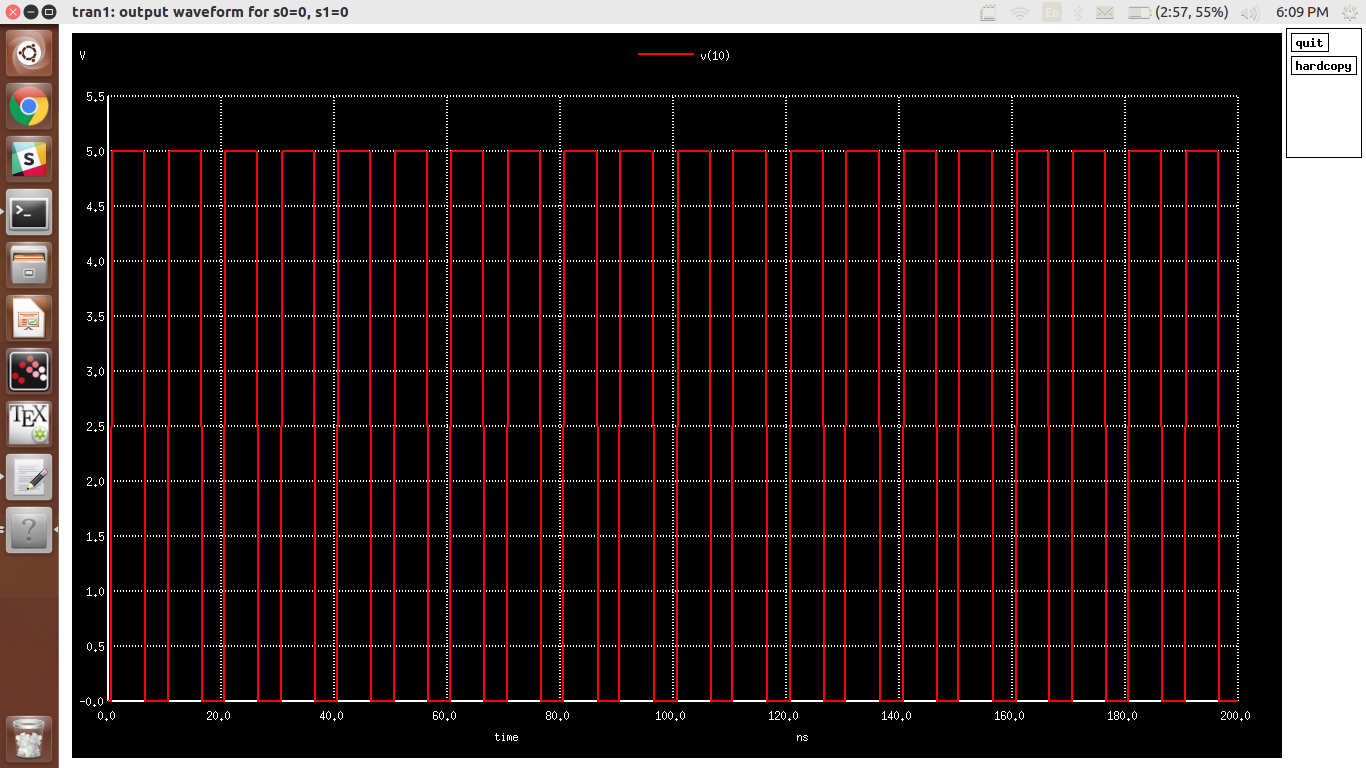 tran1: output waveform for s0=0, s1=0
En
(2:57, 55%)
6:09 PM
quit
hardcopy
V
v(10)
5.5
5.0
4.5
4.0
3.5
3.0
2.5
2.0
1.5
1.0
0.5
-0.0
0.0 20.0 40.0 60.0 80.0 100.0 120.0 140.0 160.0 180.0 200.0
time ns
S
>_
TEX
?